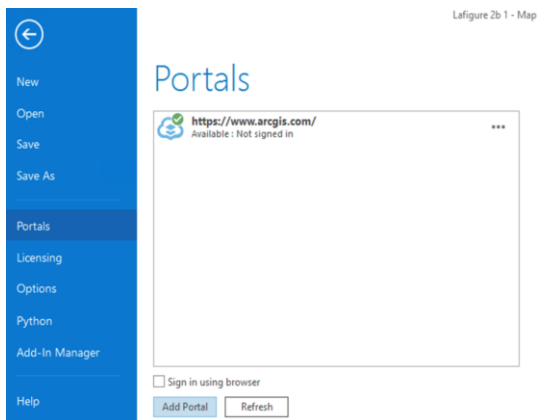 Lafigure 2b 1 - Map
New
Open
Save
Save As
Portals
Licensing
Options
Python
Add-In Manager
Help
Portals
https://www.arcgis.com/
Available : Not signed in
Sign in using browser
Add Portal
Refresh